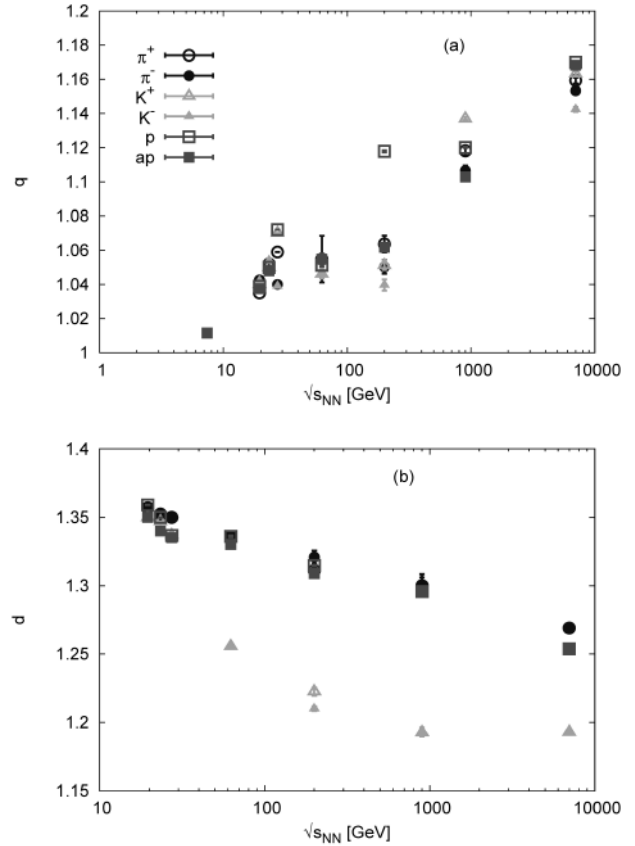 1.2
1.18
1.16
1.14
1.12
1.1
1.08
1.06
1.04
1.02
1
q
(a)
π+
π-
K+
K-
p
ap
1 10 100 1000 10000
√sNN [GeV]
1.4
1.35
1.3
1.25
1.2
1.15
d
(b)
10 100 1000 10000
√sNN [GeV]